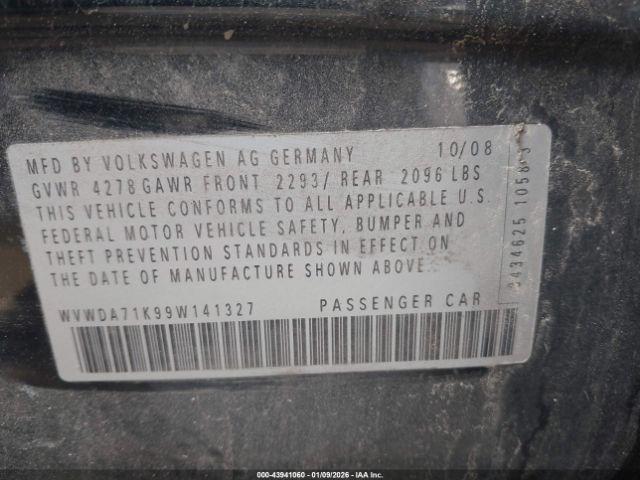 MFD BY VOLKSWAGEN AG GERMANY 10/08
GVWR 4278 GAWR FRONT 2293/ REAR 2096 LBS
THIS VEHICLE CONFORMS TO ALL APPLICABLE U.S.
FEDERAL MOTOR VEHICLE SAFETY, BUMPER AND
THEFT PREVENTION STANDARDS IN EFFECT ON
THE DATE OF MANUFACTURE SHOWN ABOVE.
WVWDA71K99W141327 PASSENGER CAR
000-43941060 - 01/09/2026 - IAAI Inc.